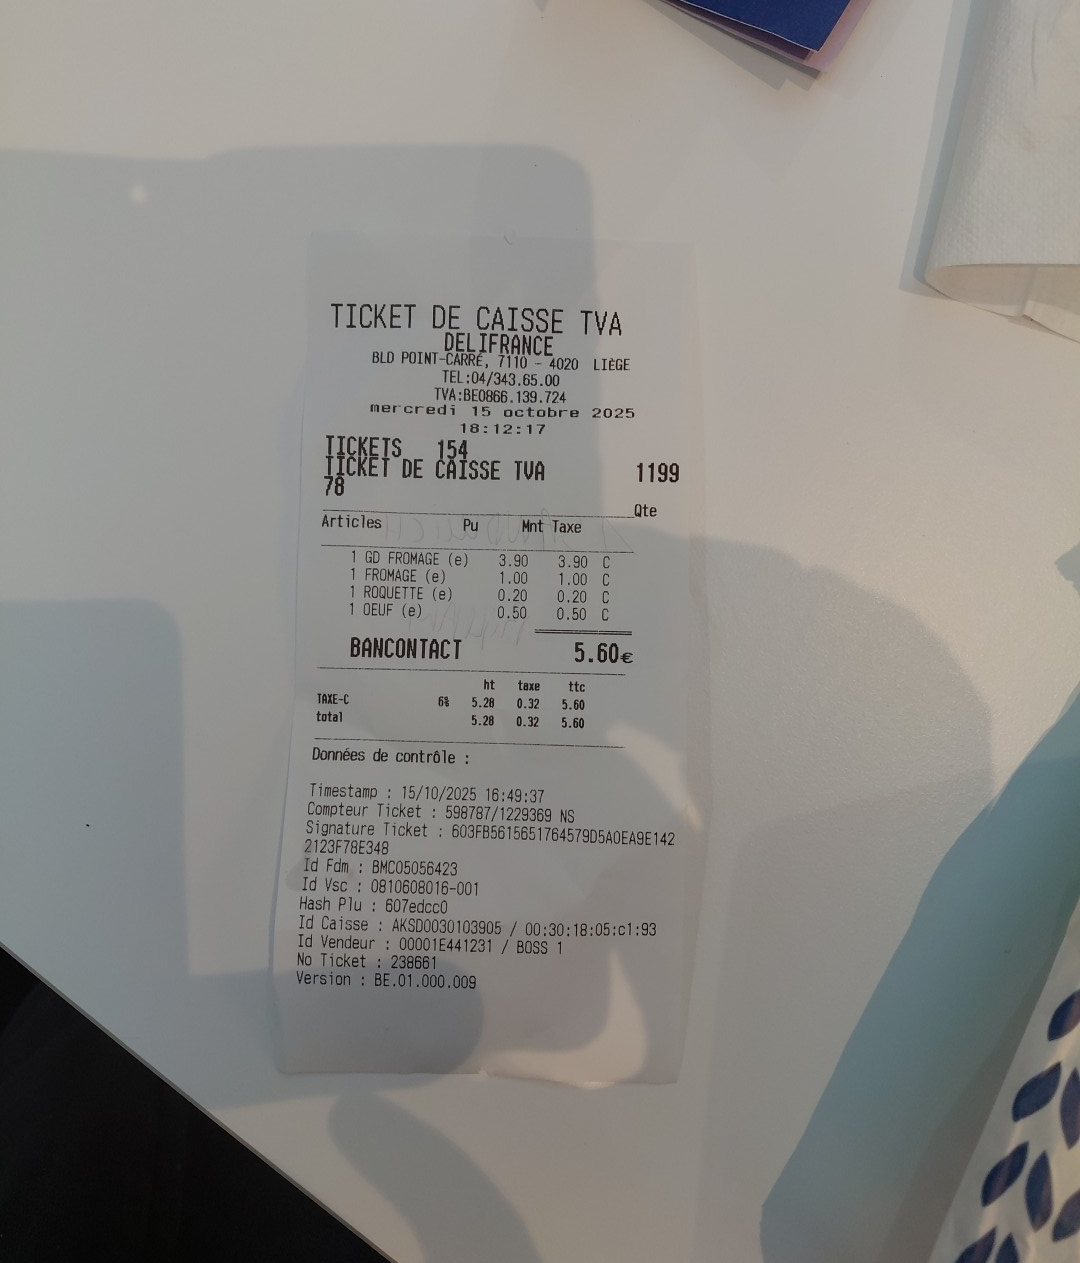 TICKET DE CAISSE TVA
DELIFRANCE
BLD POINT-CARRÉ, 7110 - 4020 LIÈGE
TEL:04/343.65.00
TVA:BE0866.139.724
mercredi 15 octobre 2025
18:12:17
TICKETS 154
TICKET DE CAISSE TVA 1199
78
Qte
Articles Pu Mnt Taxe
1 GD FROMAGE (e) 3.90 3.90 C
1 FROMAGE (e) 1.00 1.00 C
1 ROQUETTE (e) 0.20 0.20 C
1 OEUF (e) 0.50 0.50 C
BANCONTACT 5.60€
ht taxe ttc
TAXE-C 6% 5.28 0.32 5.60
total 5.28 0.32 5.60
Données de contrôle :
Timestamp : 15/10/2025 16:49:37
Compteur Ticket : 598787/1229369 NS
Signature Ticket : 603FB5615651764579D5A0EA9E142
2123F78E348
Id Fdm : BMC05056423
Id Vsc : 0810608016-001
Hash Plu : 607edcc0
Id Caisse : AKSD0030103905 / 00:30:18:05:c1:93
Id Vendeur : 00001E441231 / BOSS 1
No Ticket : 238661
Version : BE.01.000.009